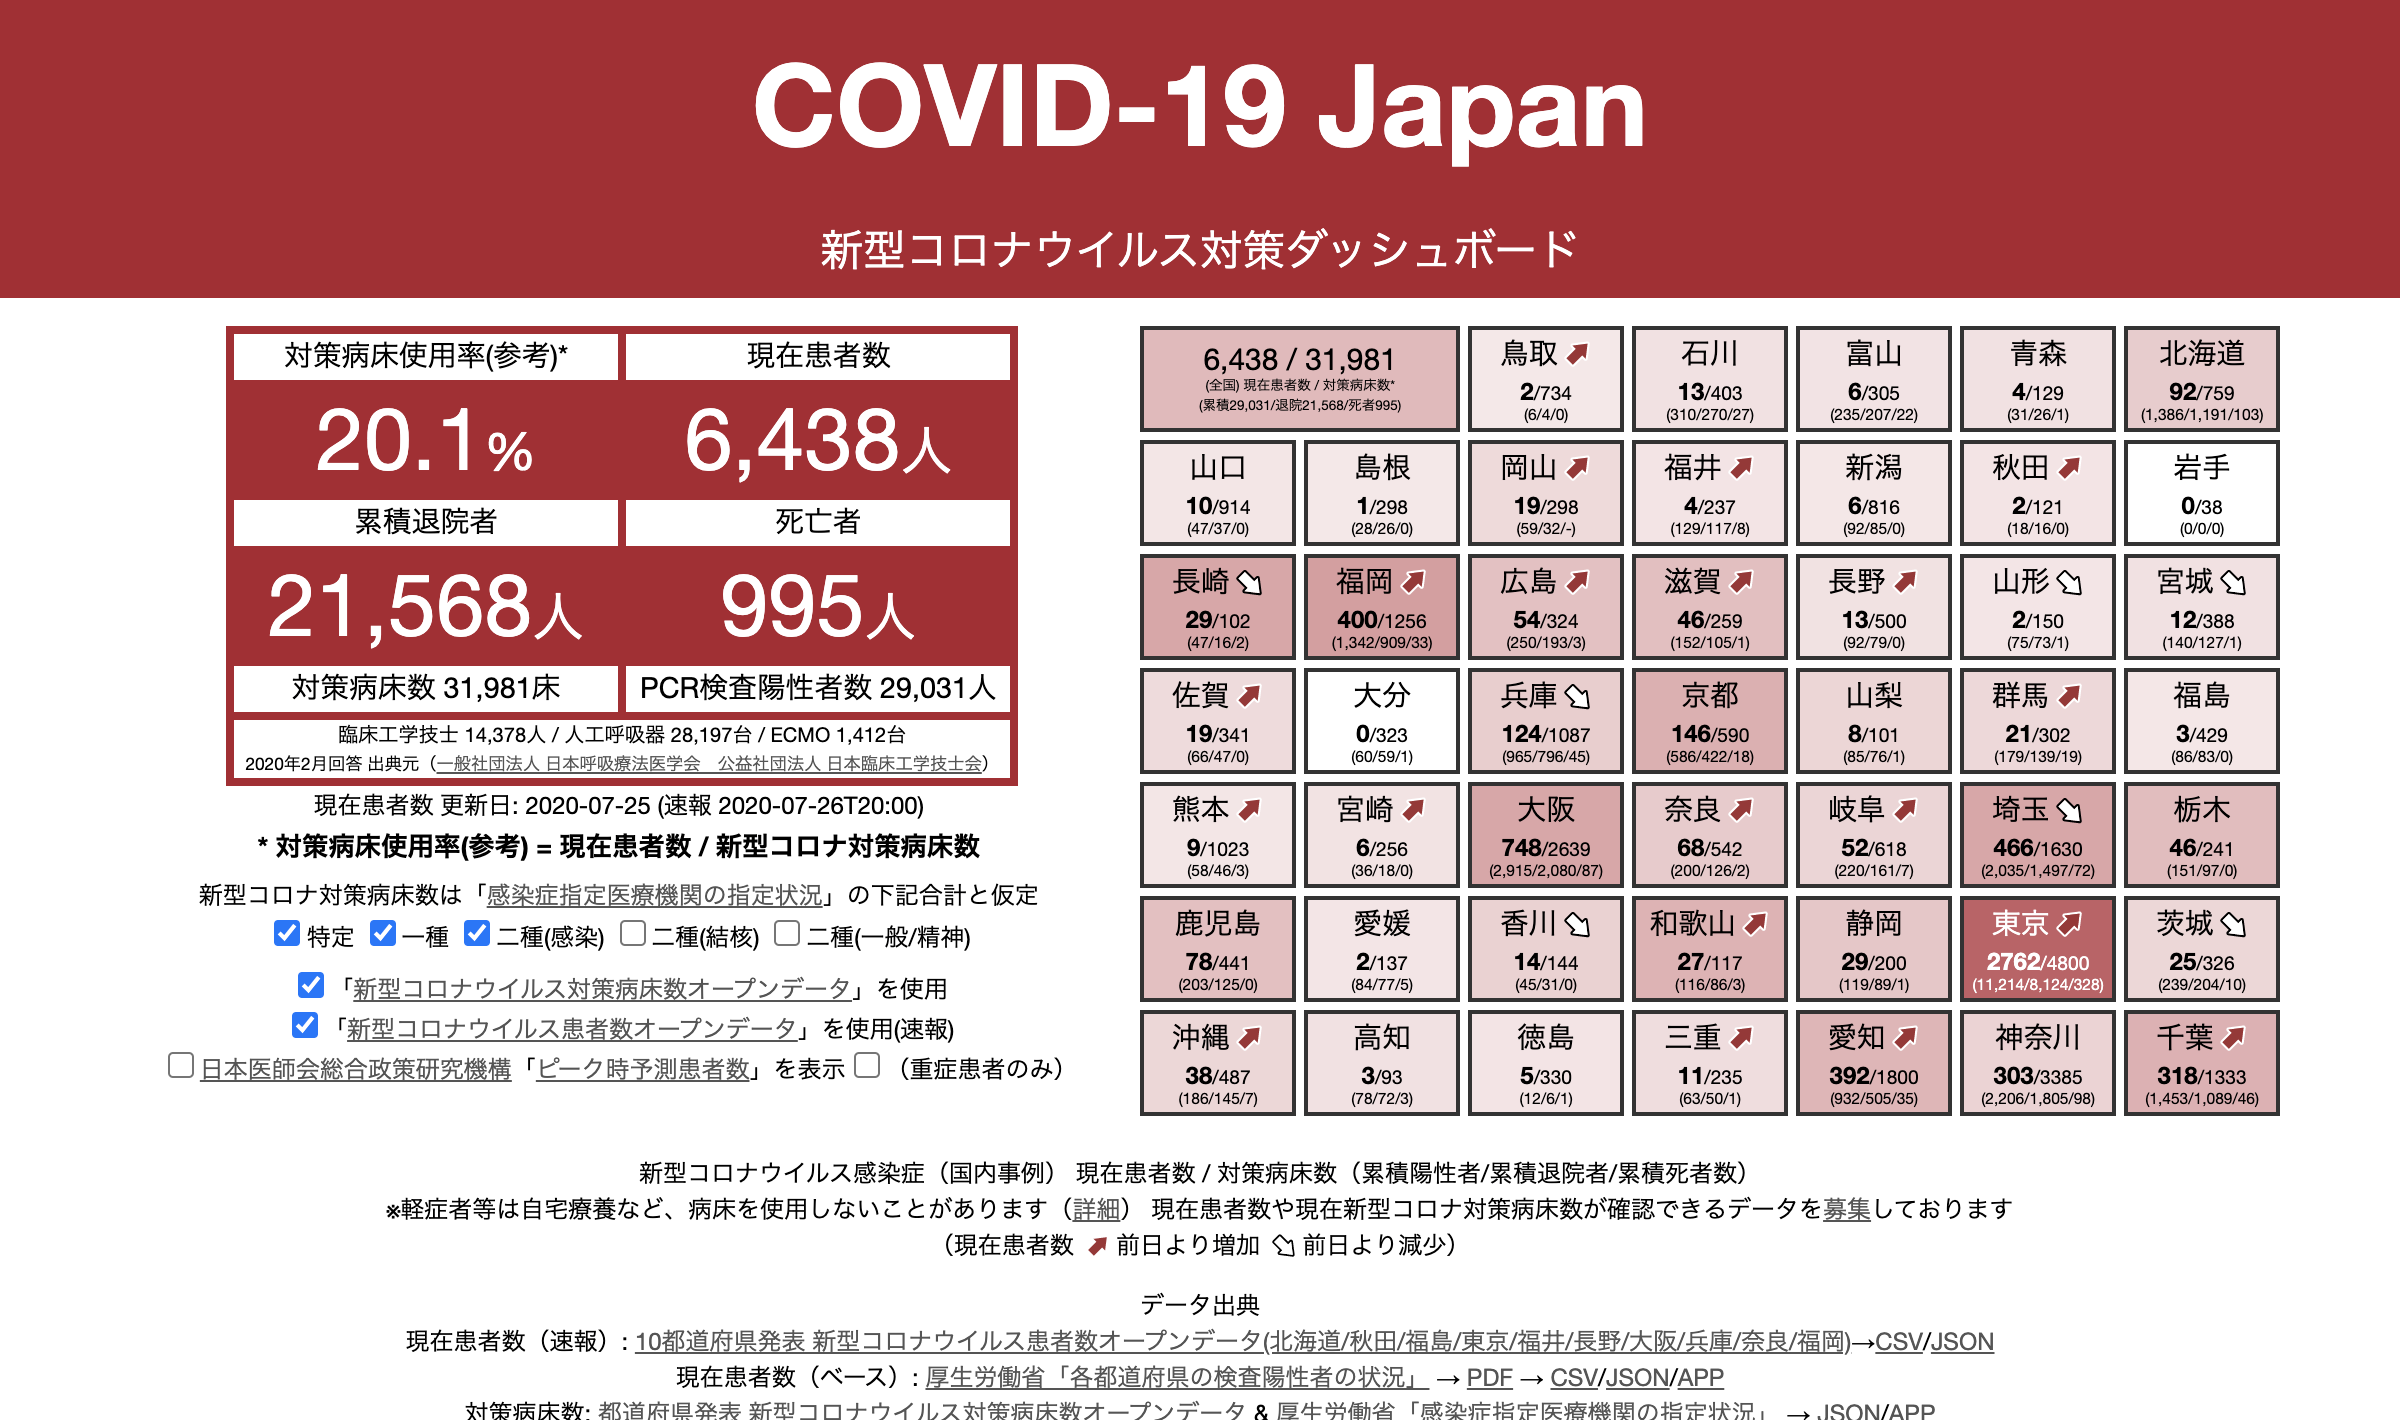 COVID-19 Japan
新型コロナウイルス対策ダッシュボード
対策病床使用率(参考)* 現在患者数
20.1% 6,438人
累積退院者 死亡者
21,568人 995人
対策病床数 31,981床 PCR検査陽性者数 29,031人
臨床工学技士 14,378人 / 人工呼吸器 28,197台 / ECMO 1,412台
2020年2月回答 出典元（一般社団法人 日本呼吸療法医学会　公益社団法人 日本臨床工学技士会）
現在患者数 更新日: 2020-07-25 (速報 2020-07-26T20:00)
* 対策病床使用率(参考) = 現在患者数 / 新型コロナ対策病床数
新型コロナ対策病床数は「感染症指定医療機関の指定状況」の下記合計と仮定
特定 一種 二種(感染) 二種(結核) 二種(一般/精神)
「新型コロナウイルス対策病床数オープンデータ」を使用
「新型コロナウイルス患者数オープンデータ」を使用(速報)
日本医師会総合政策研究機構「ピーク時予測患者数」を表示 （重症患者のみ）
6,438 / 31,981
(全国) 現在患者数 / 対策病床数*
(累積29,031/退院21,568/死者995)
鳥取
2/734
(6/4/0)
石川
13/403
(310/270/27)
富山
6/305
(235/207/22)
青森
4/129
(31/26/1)
北海道
92/759
(1,386/1,191/103)
山口
10/914
(47/37/0)
島根
1/298
(28/26/0)
岡山
19/298
(59/32/-)
福井
4/237
(129/117/8)
新潟
6/816
(92/85/0)
秋田
2/121
(18/16/0)
岩手
0/38
(0/0/0)
長崎
29/102
(47/16/2)
福岡
400/1256
(1,342/909/33)
広島
54/324
(250/193/3)
滋賀
46/259
(152/105/1)
長野
13/500
(92/79/0)
山形
2/150
(75/73/1)
宮城
12/388
(140/127/1)
佐賀
19/341
(66/47/0)
大分
0/323
(60/59/1)
兵庫
124/1087
(965/796/45)
京都
146/590
(586/422/18)
山梨
8/101
(85/76/1)
群馬
21/302
(179/139/19)
福島
3/429
(86/83/0)
熊本
9/1023
(58/46/3)
宮崎
6/256
(36/18/0)
大阪
748/2639
(2,915/2,080/87)
奈良
68/542
(200/126/2)
岐阜
52/618
(220/161/7)
埼玉
466/1630
(2,035/1,497/72)
栃木
46/241
(151/97/0)
鹿児島
78/441
(203/125/0)
愛媛
2/137
(84/77/5)
香川
14/144
(45/31/0)
和歌山
27/117
(116/86/3)
静岡
29/200
(119/89/1)
東京
2762/4800
(11,214/8,124/328)
茨城
25/326
(239/204/10)
沖縄
38/487
(186/145/7)
高知
3/93
(78/72/3)
徳島
5/330
(12/6/1)
三重
11/235
(63/50/1)
愛知
392/1800
(932/505/35)
神奈川
303/3385
(2,206/1,805/98)
千葉
318/1333
(1,453/1,089/46)
新型コロナウイルス感染症（国内事例） 現在患者数 / 対策病床数（累積陽性者/累積退院者/累積死者数）
※軽症者等は自宅療養など、病床を使用しないことがあります（詳細） 現在患者数や現在新型コロナ対策病床数が確認できるデータを募集しております
（現在患者数 前日より増加 前日より減少）
データ出典
現在患者数（速報）: 10都道府県発表 新型コロナウイルス患者数オープンデータ(北海道/秋田/福島/東京/福井/長野/大阪/兵庫/奈良/福岡)→CSV/JSON
現在患者数（ベース）: 厚生労働省「各都道府県の検査陽性者の状況」 → PDF → CSV/JSON/APP
対策病床数: 都道府県発表 新型コロナウイルス対策病床数オープンデータ & 厚生労働省「感染症指定医療機関の指定状況」 → JSON/APP